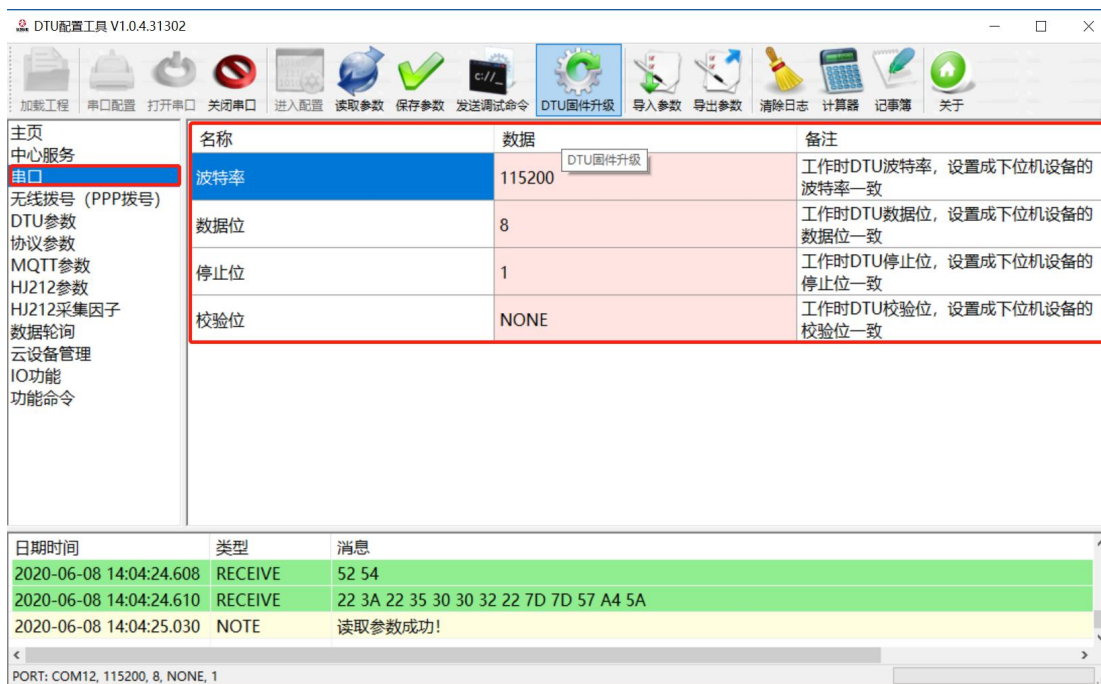 DTU配置工具 V1.0.4.31302
加载工程 串口配置 打开串口 关闭串口 进入配置 读取参数 保存参数 发送调试命令 DTU固件升级 导入参数 导出参数 清除日志 计算器 记事簿 关于
c://_
主页
中心服务
串口
无线拨号（PPP拨号）
DTU参数
协议参数
MQTT参数
HJ212参数
HJ212采集因子
数据轮询
云设备管理
IO功能
功能命令
名称 数据 备注
DTU固件升级
波特率 115200 工作时DTU波特率，设置成下位机设备的
波特率一致
数据位 8 工作时DTU数据位，设置成下位机设备的
数据位一致
停止位 1 工作时DTU停止位，设置成下位机设备的
停止位一致
校验位 NONE 工作时DTU校验位，设置成下位机设备的
校验位一致
日期时间 类型 消息
2020-06-08 14:04:24.608 RECEIVE 52 54
2020-06-08 14:04:24.610 RECEIVE 22 3A 22 35 30 30 32 22 7D 7D 57 A4 5A
2020-06-08 14:04:25.030 NOTE 读取参数成功!
PORT: COM12, 115200, 8, NONE, 1